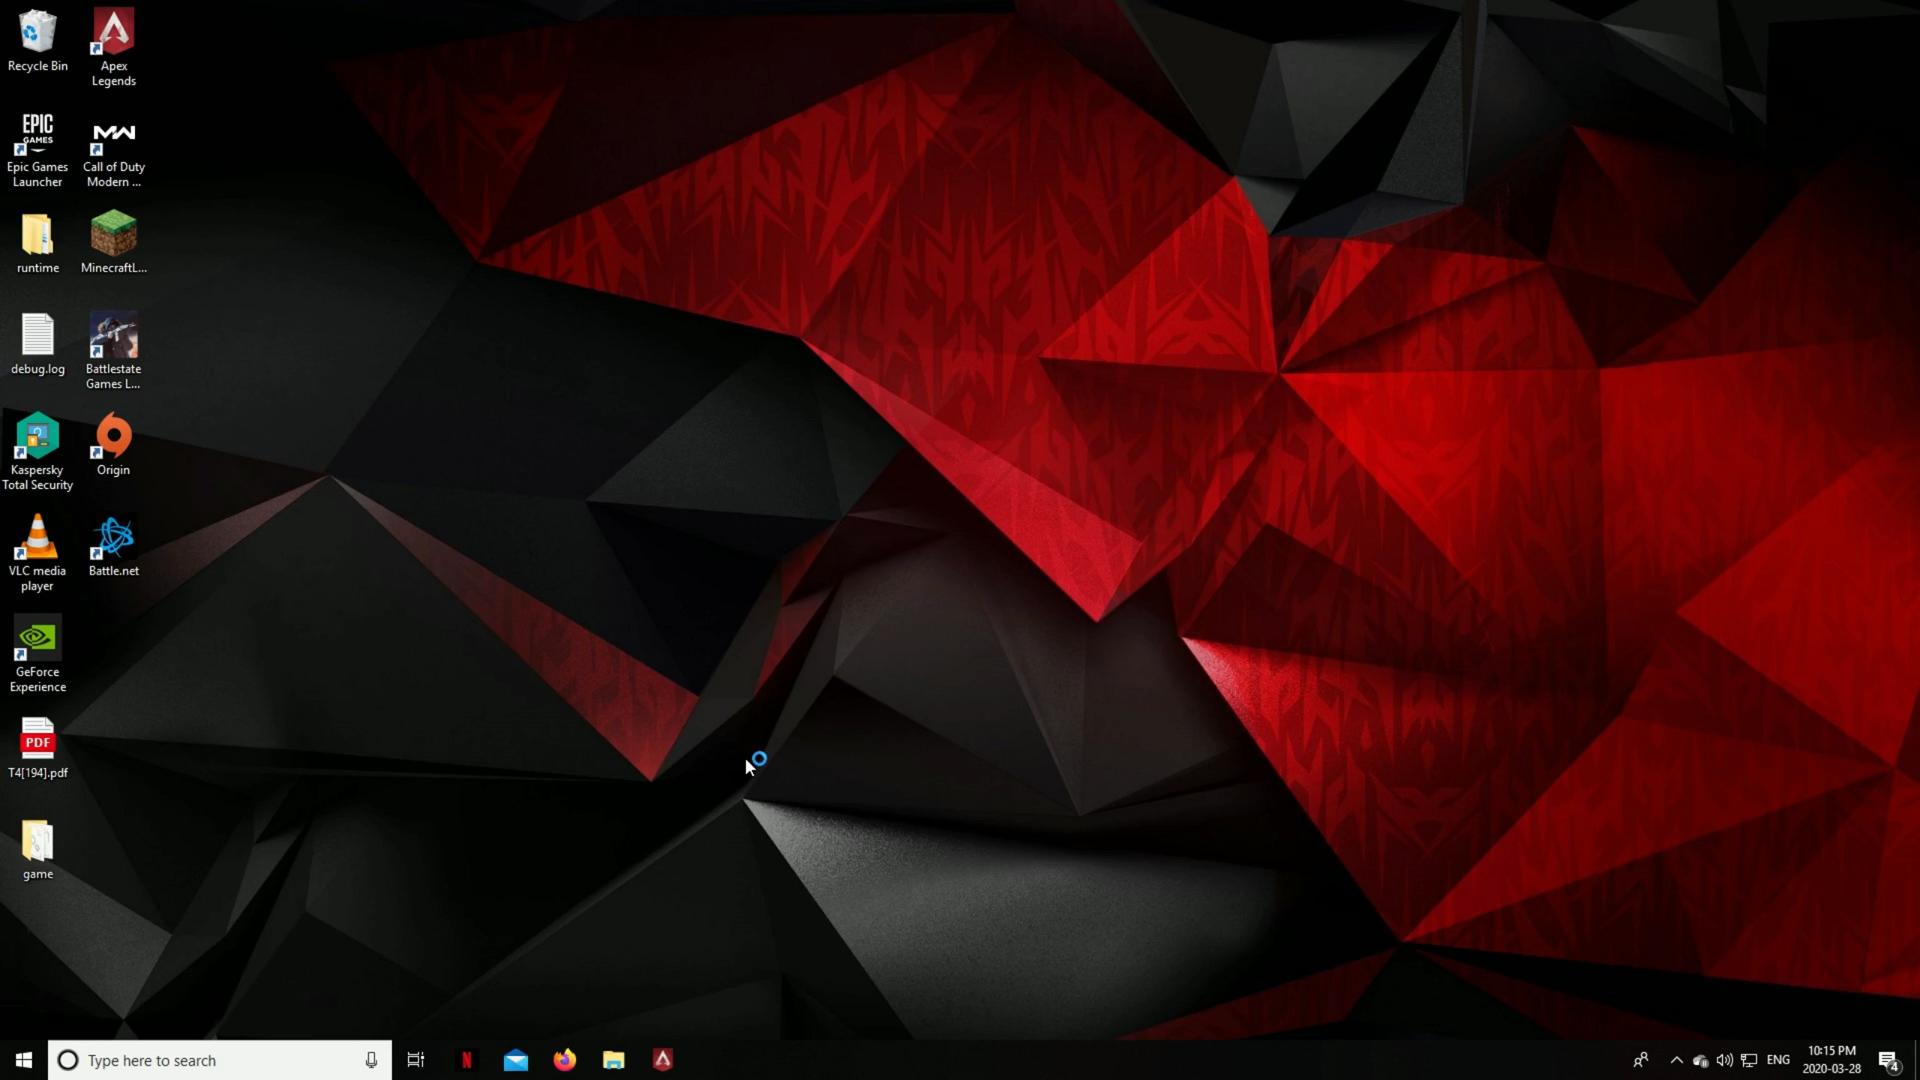 Recycle Bin
Apex
Legends
EPIC
GAMES
Epic Games
Launcher
MW
Call of Duty
Modern ...
runtime
MinecraftL...
debug.log
Battlestate
Games L...
Kaspersky
Total Security
Origin
VLC media
player
Battle.net
GeForce
Experience
PDF
T4[194].pdf
game
Type here to search
N
ENG
10:15 PM
2020-03-28
4